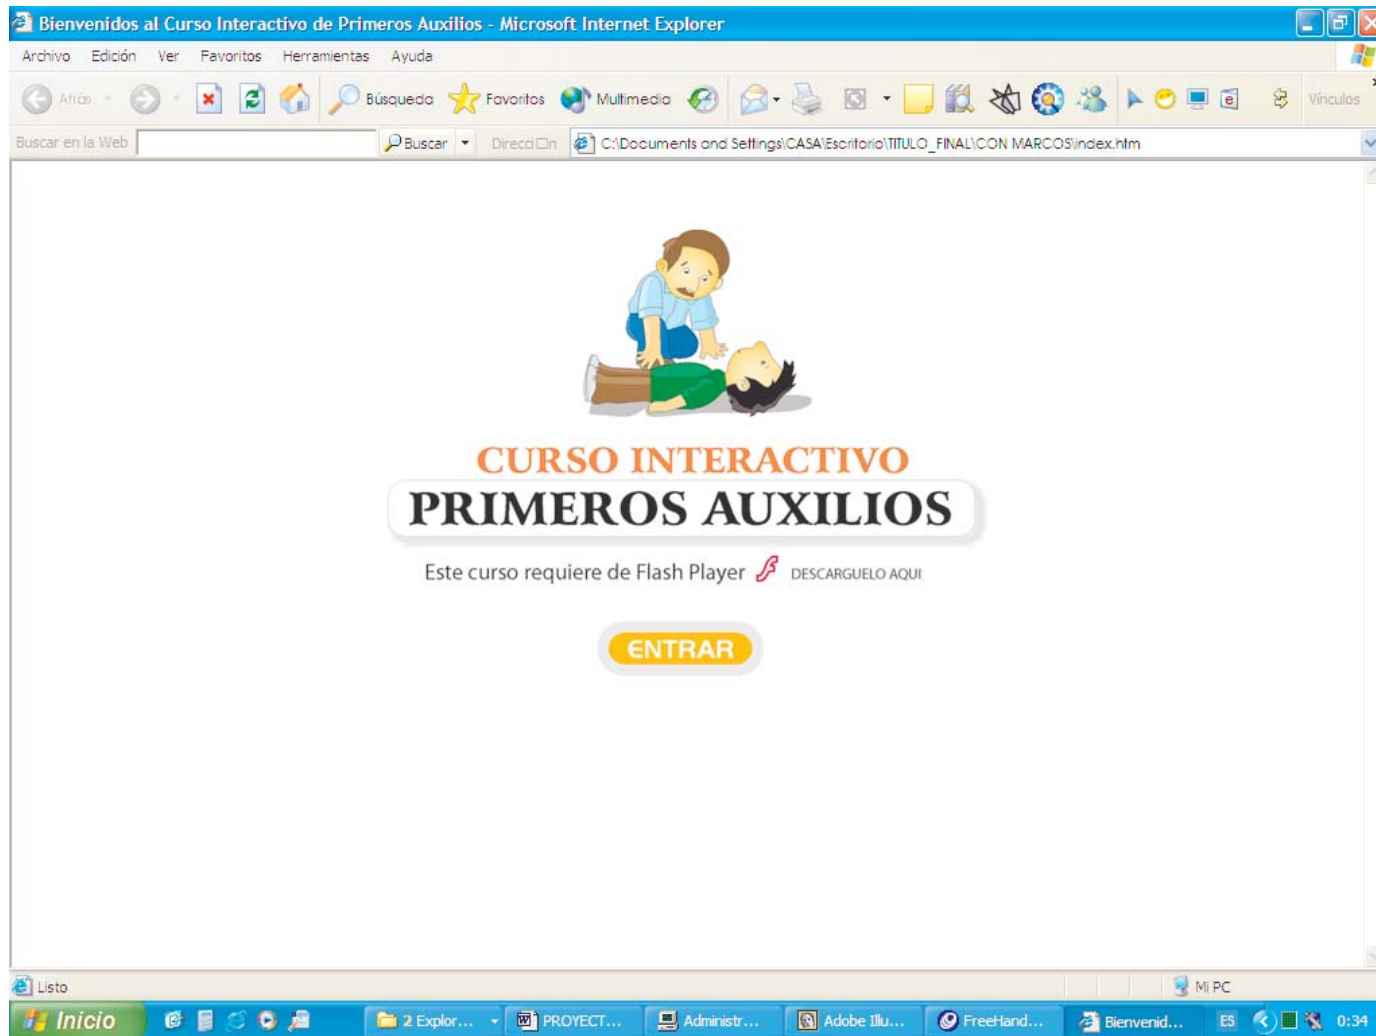 Bienvenidos al Curso Interactivo de Primeros Auxilios - Microsoft Internet Explorer
Archivo Edición Ver Favoritos Herramientas Ayuda
Atrás Búsqueda Favoritos Multimedia Vínculos
Buscar en la Web Buscar Direcci□n C:\Documents and Settings\CASA\Escritorio\TITULO_FINAL\CON MARCOS\index.htm
CURSO INTERACTIVO
PRIMEROS AUXILIOS
Este curso requiere de Flash Player DESCARGUELO AQUI
ENTRAR
Listo Mi PC
Inicio 2 Explor... PROYECT... Administr... Adobe Illu... FreeHand... Bienvenid... ES 0:34